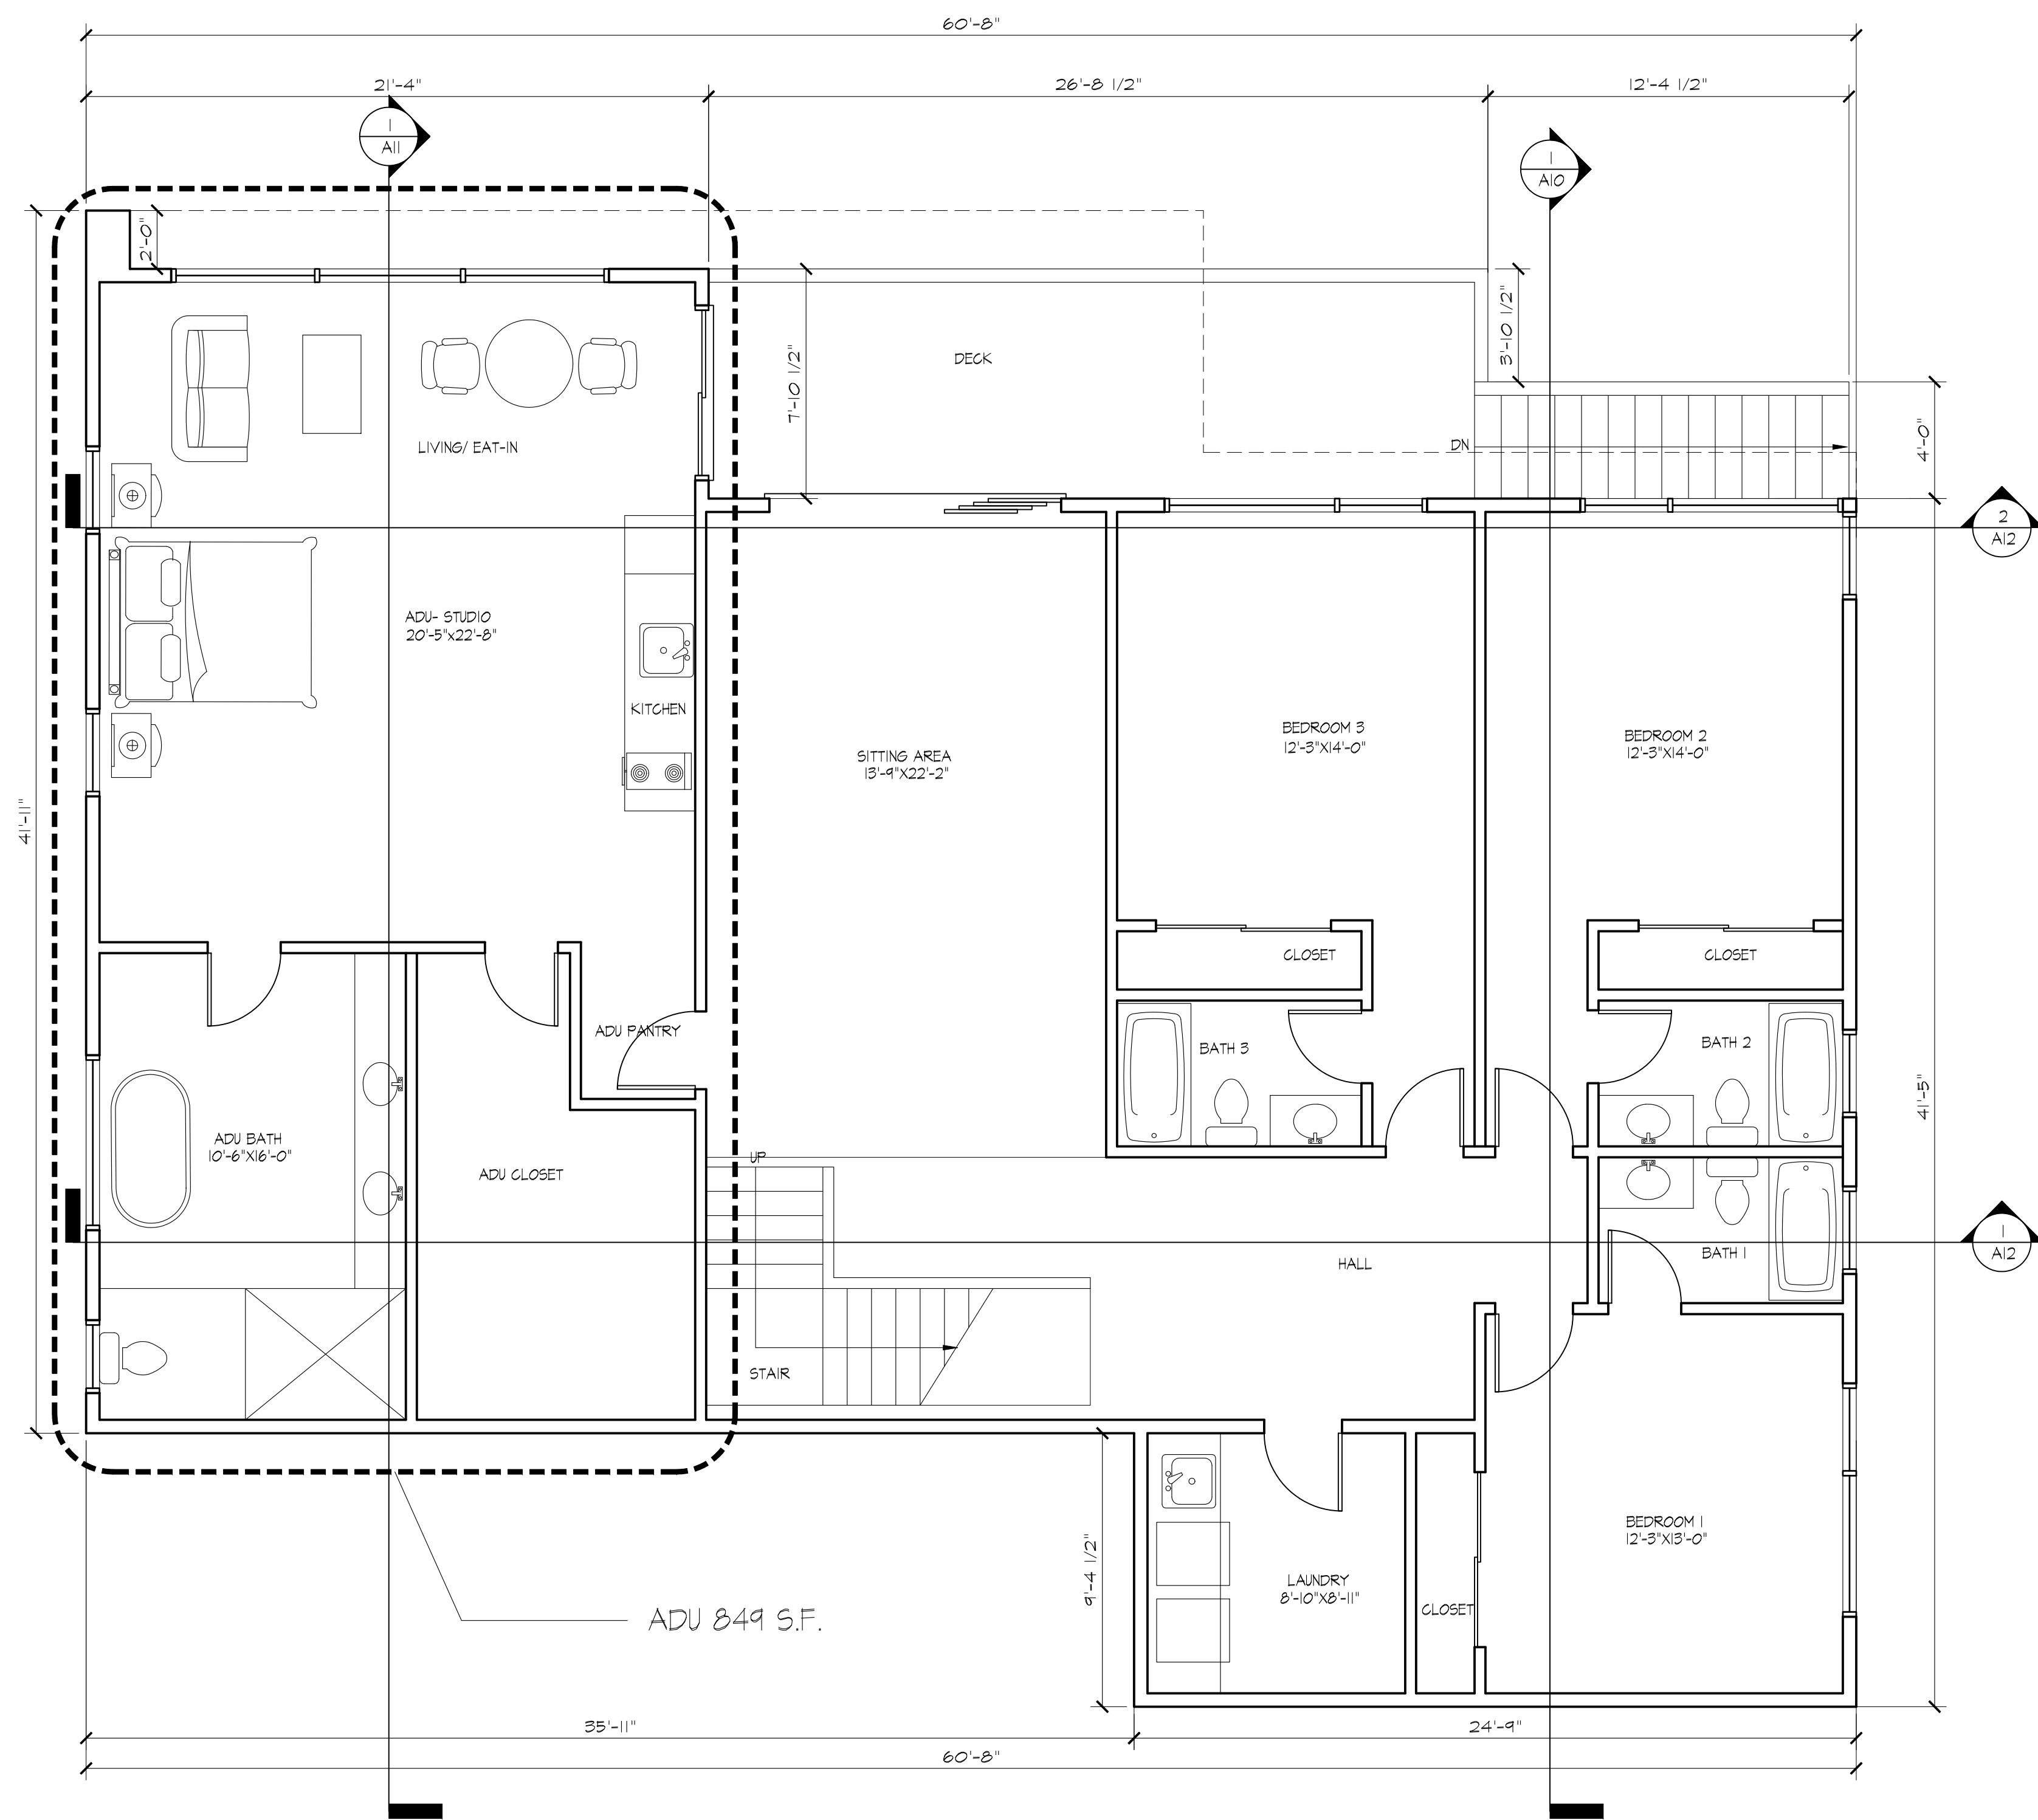 60'-8"
21'-4"
26'-8 1/2"
12'-4 1/2"
1
A11
1
A10
2'-0"
3'-10 1/2"
7'-10 1/2"
DECK
DN
4'-0"
LIVING/ EAT-IN
2
A12
ADU- STUDIO
20'-5"x22'-8"
KITCHEN
SITTING AREA
13'-9"X22'-2"
BEDROOM 3
12'-3"X14'-0"
BEDROOM 2
12'-3"X14'-0"
41'-11"
CLOSET
CLOSET
ADU PANTRY
BATH 3
BATH 2
41'-5"
ADU BATH
10'-6"X16'-0"
ADU CLOSET
UP
HALL
BATH 1
1
A12
STAIR
BEDROOM 1
12'-3"X13'-0"
9'-4 1/2"
LAUNDRY
8'-10"X8'-11"
CLOSET
ADU 849 S.F.
35'-11"
24'-9"
60'-8"